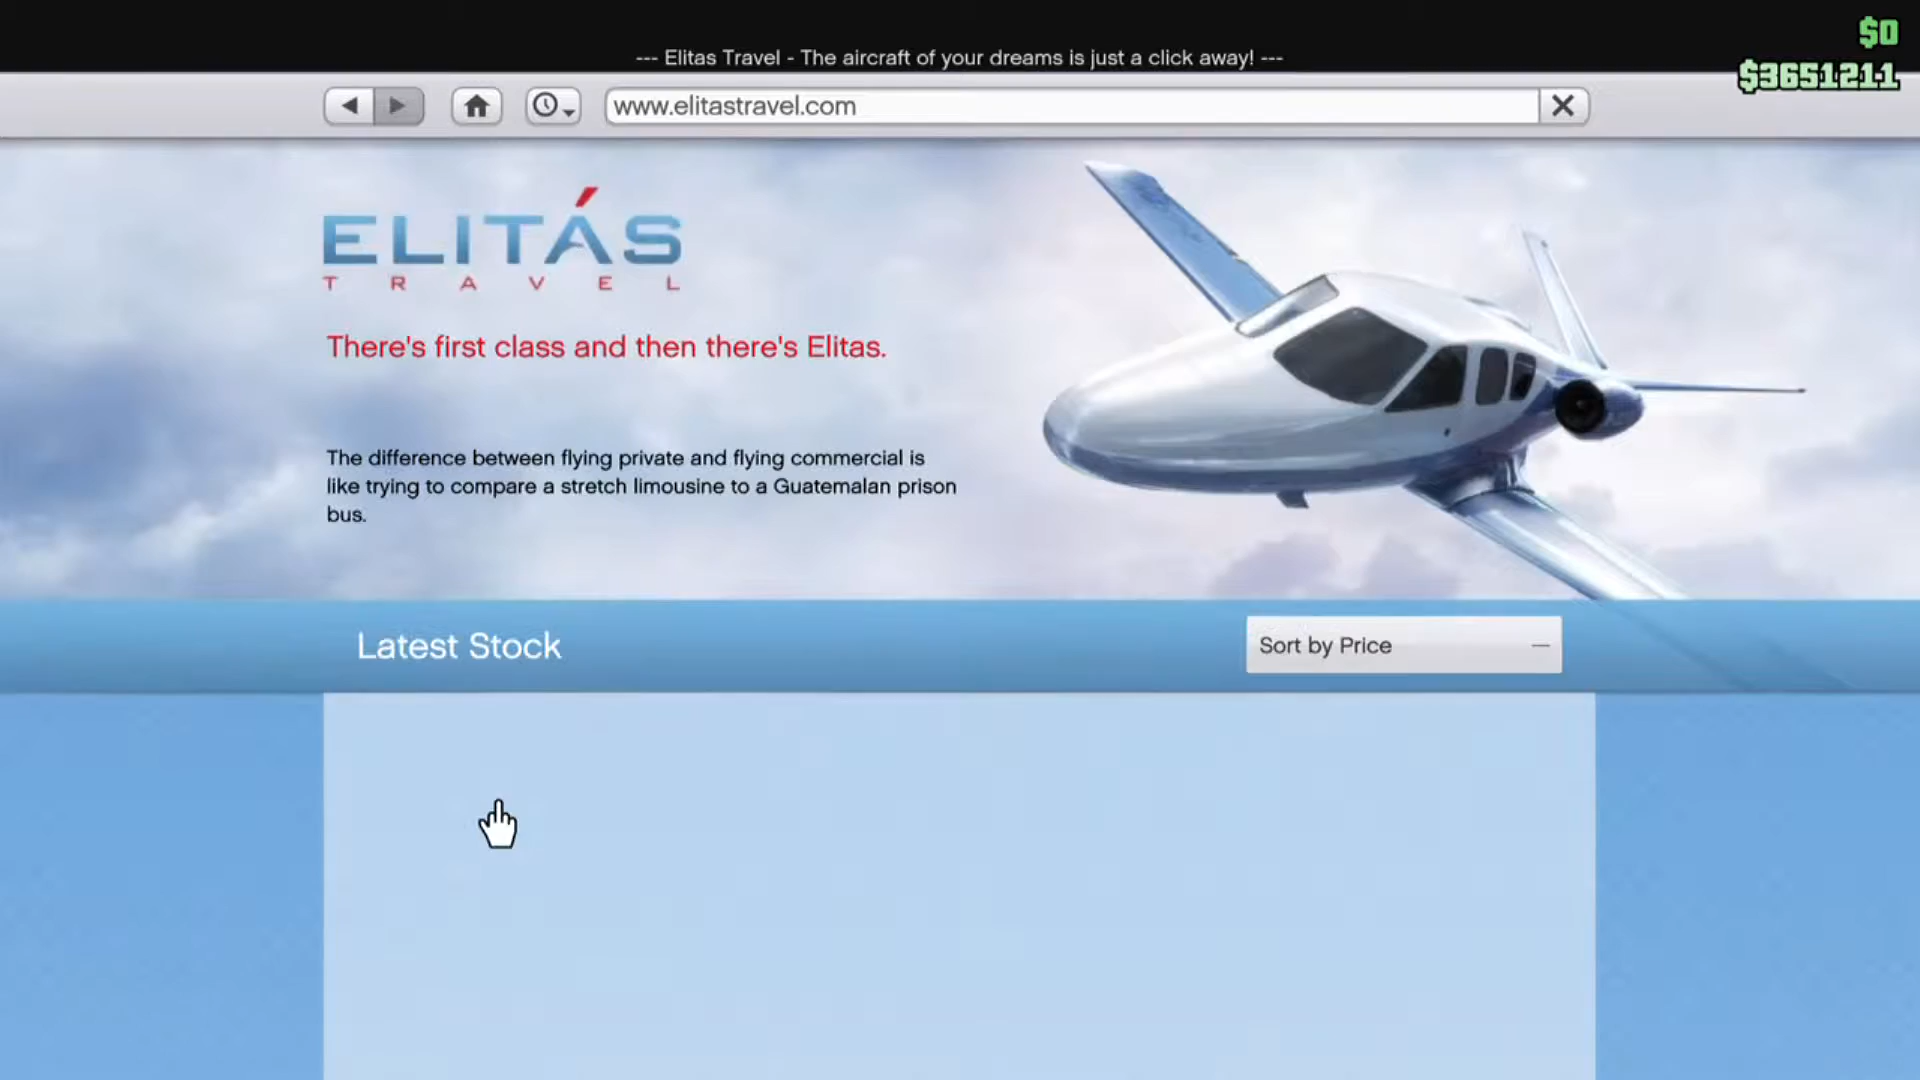 $0
--- Elitas Travel - The aircraft of your dreams is just a click away! ---
$3651211
www.elitastravel.com
ELITÁS
TRAVEL
There's first class and then there's Elitas.
The difference between flying private and flying commercial is
like trying to compare a stretch limousine to a Guatemalan prison
bus.
Latest Stock
Sort by Price